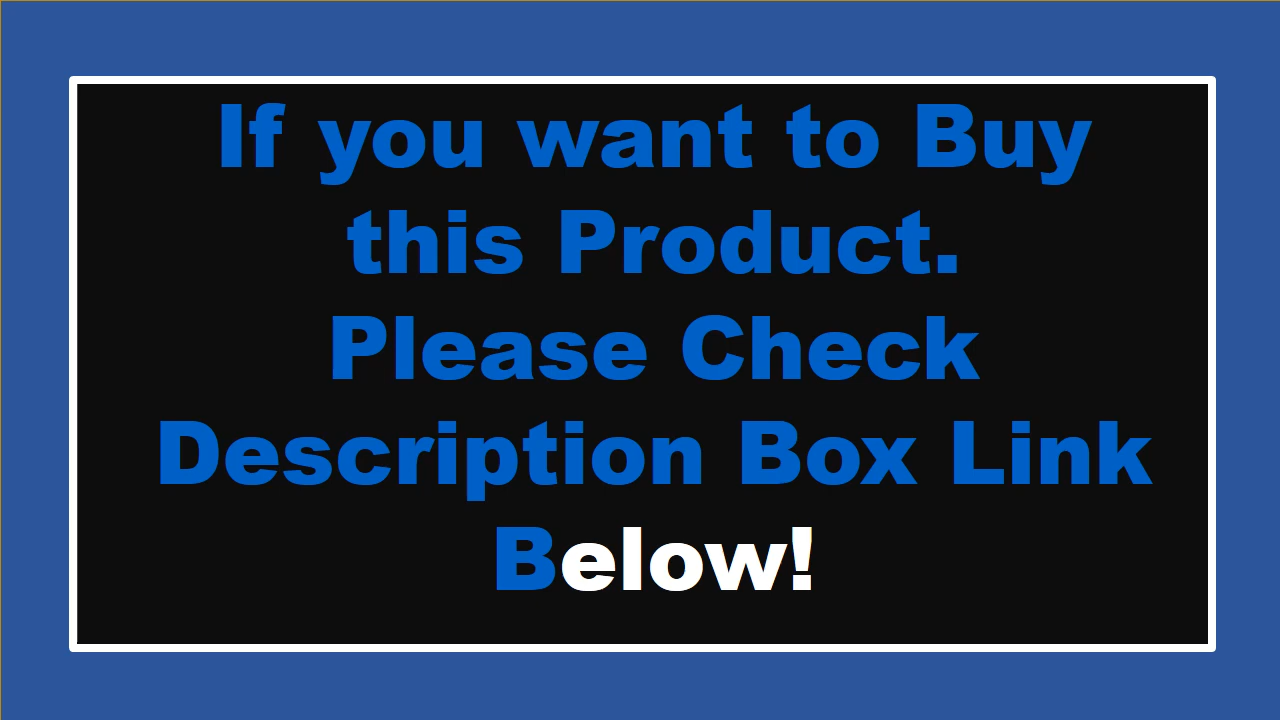 If you want to Buy
this Product.
Please Check
Description Box Link
Below!